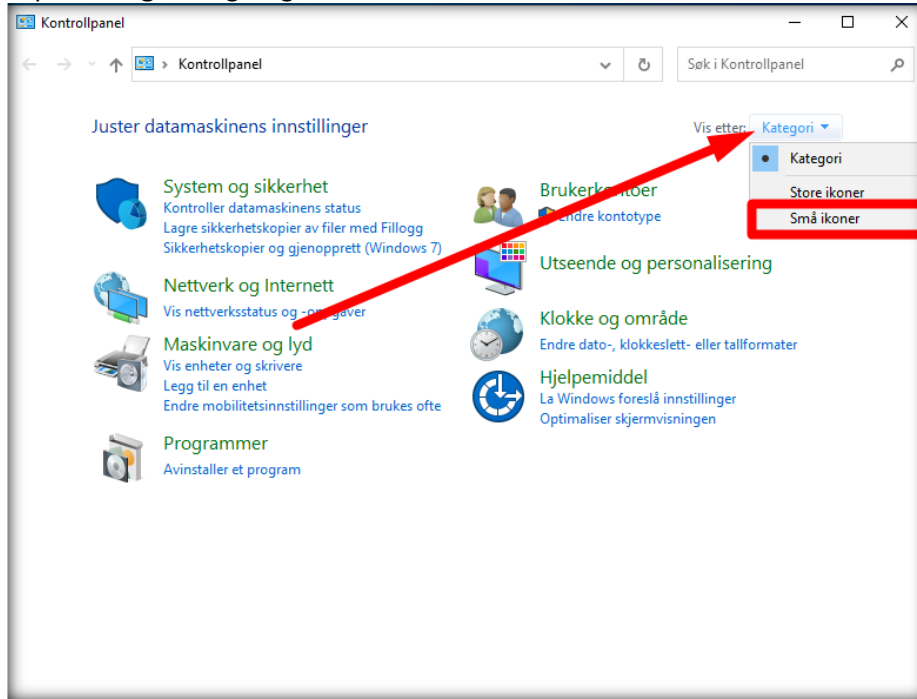 Kontrollpanel
Kontrollpanel
Søk i Kontrollpanel
Juster datamaskinens innstillinger
Vis etter: Kategori
Kategori
Store ikoner
Små ikoner
System og sikkerhet
Kontroller datamaskinens status
Lagre sikkerhetskopier av filer med Fillogg
Sikkerhetskopier og gjenopprett (Windows 7)
Nettverk og Internett
Vis nettverksstatus og -oppgaver
Maskinvare og lyd
Vis enheter og skrivere
Legg til en enhet
Endre mobilitetsinnstillinger som brukes ofte
Programmer
Avinstaller et program
Brukerkontoer
Endre kontotype
Utseende og personalisering
Klokke og område
Endre dato-, klokkeslett- eller tallformater
Hjelpemiddel
La Windows foreslå innstillinger
Optimaliser skjermvisningen